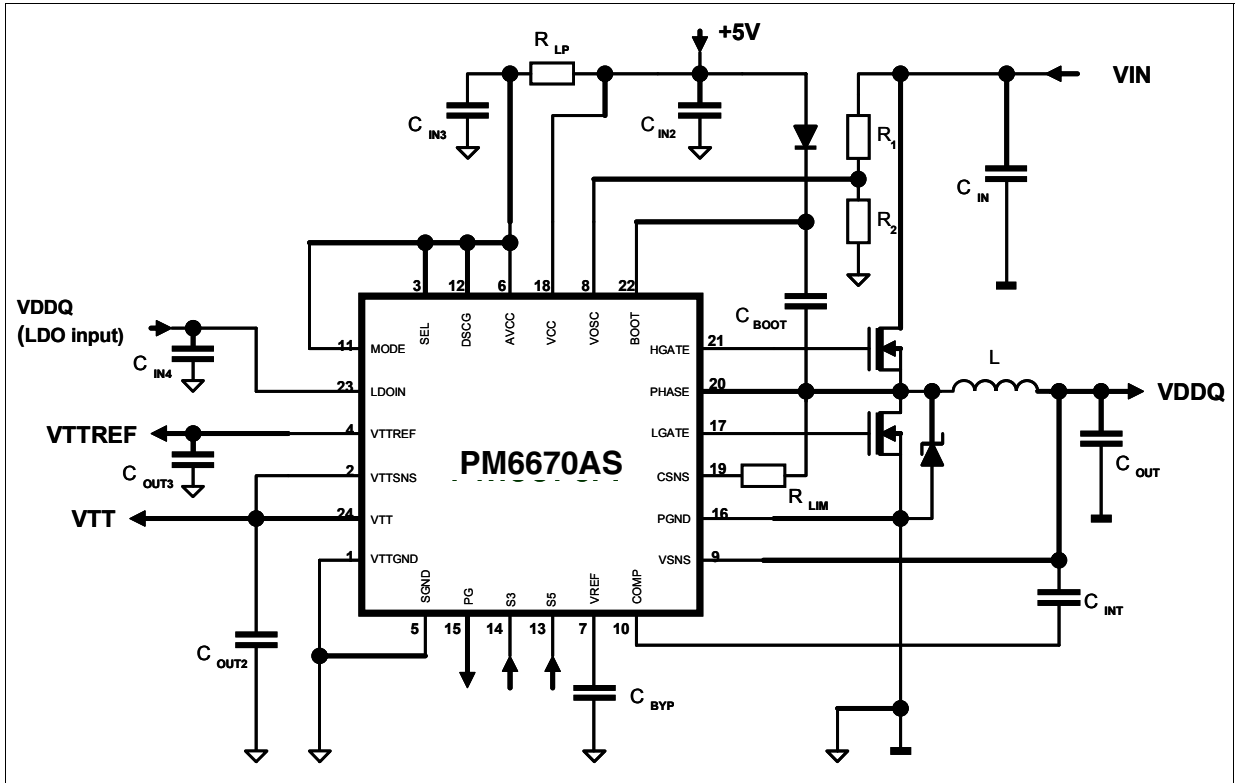 +5V
R LP
VIN
C IN3
C IN2
R1
C IN
R2
3 12 6 18 8 22
VDDQ
(LDO input)
SEL DSCG AVCC VCC VOSC BOOT
C BOOT
11 MODE HGATE 21
C IN4
L
23 LDOIN PHASE 20
VDDQ
VTTREF 4 VTTREF LGATE 17
C OUT3
PM6670AS
2 VTTSNS CSNS 19
C OUT
R LIM
VTT 24 VTT PGND 16
1 VTTGND VSNS 9
SGND PG S3 S5 VREF COMP
C INT
5 15 14 13 7 10
C OUT2
C BYP